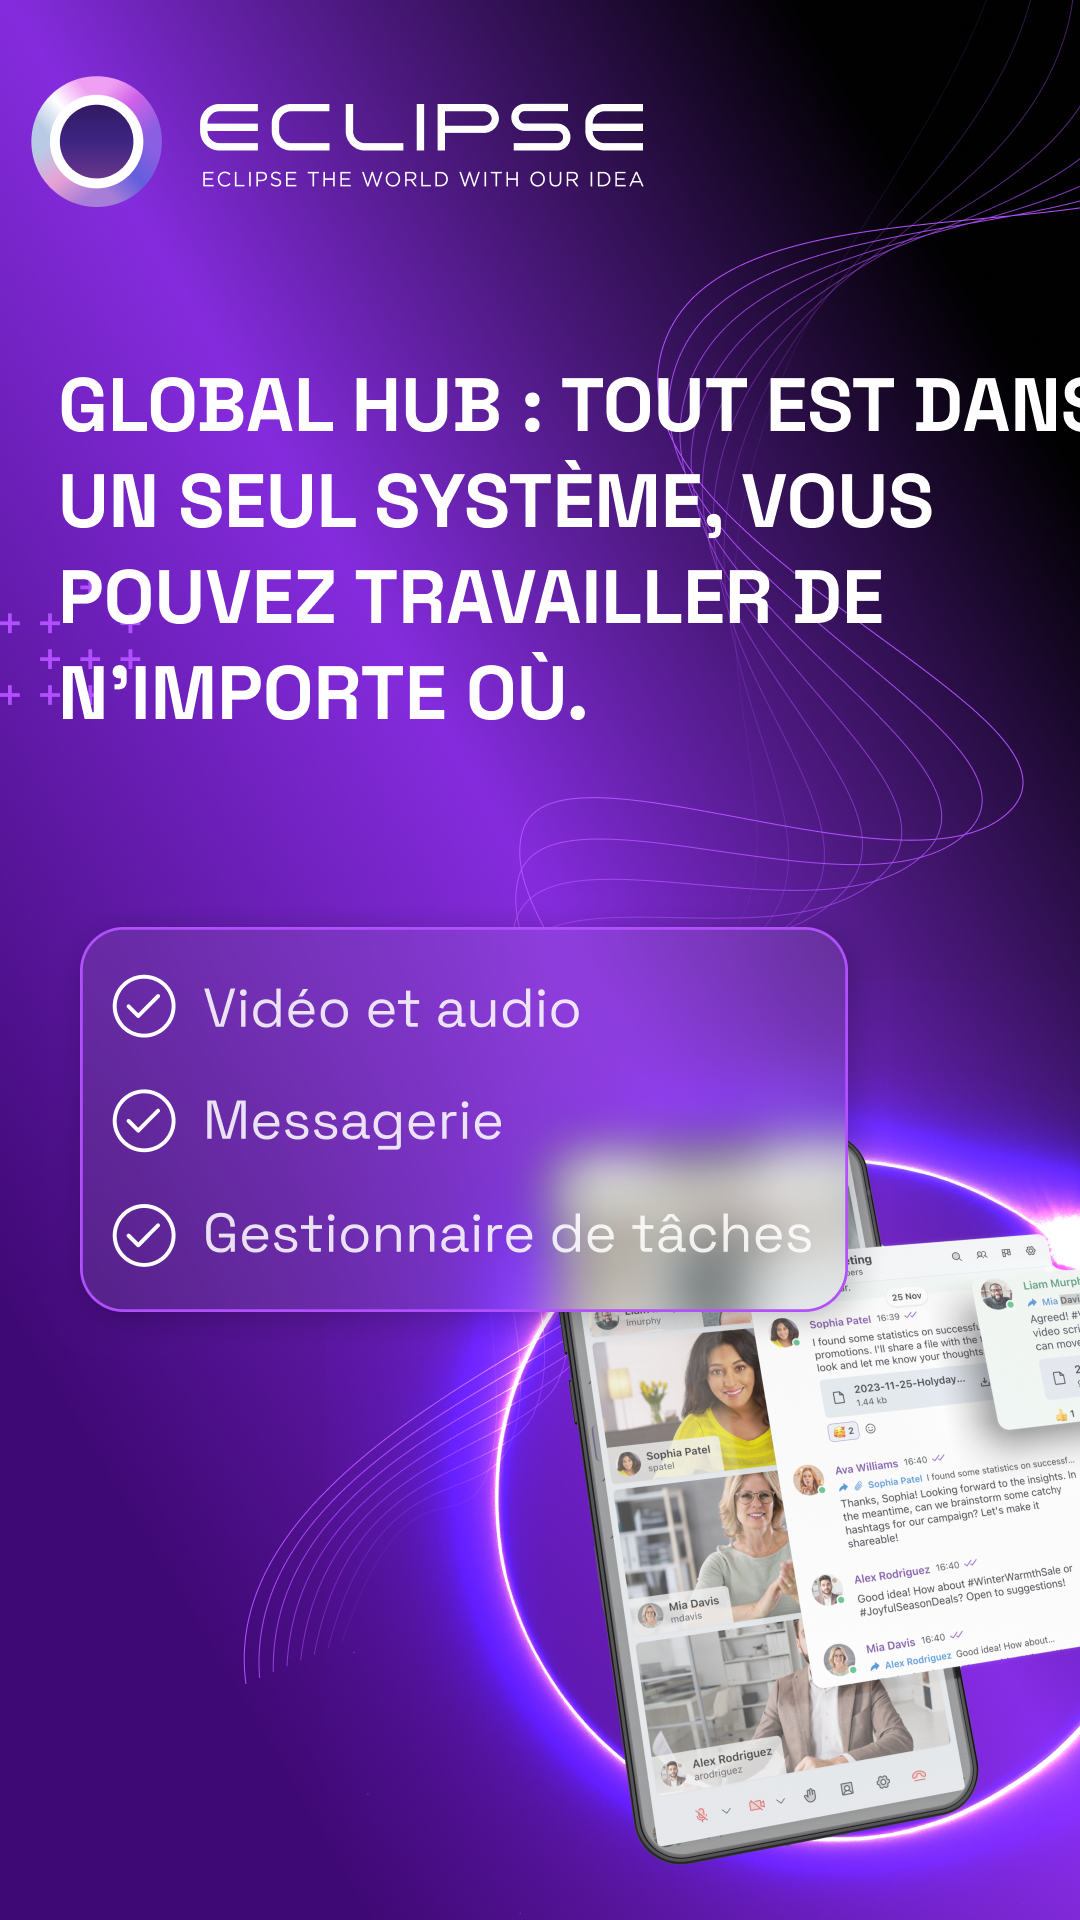 ECLIPSE
ECLIPSE THE WORLD WITH OUR IDEA
GLOBAL HUB : TOUT EST DANS
UN SEUL SYSTÈME, VOUS
POUVEZ TRAVAILLER DE
N'IMPORTE OÙ.
Vidéo et audio
Messagerie
Gestionnaire de tâches
lmurphy
Sophia Patel
spatel
Mia Davis
mdavis
Alex Rodriguez
arodriguez
25 Nov
Sophia Patel 16:39
I found some statistics on successfu
promotions. I'll share a file with the
look and let me know your thoughts
2023-11-25-Holyday...
1.44 kb
🥰 2
Ava Williams 16:40
Sophia Patel I found some statistics on successf...
Thanks, Sophia! Looking forward to the insights. In
the meantime, can we brainstorm some catchy
hashtags for our campaign? Let's make it
shareable!
Alex Rodriguez 16:40
Good idea! How about #WinterWarmthSale or
#JoyfulSeasonDeals? Open to suggestions!
Mia Davis 16:40
Alex Rodriguez Good idea! How about...
Liam Murph
Mia Davi
Agreed! #
video scri
can move
👍 1